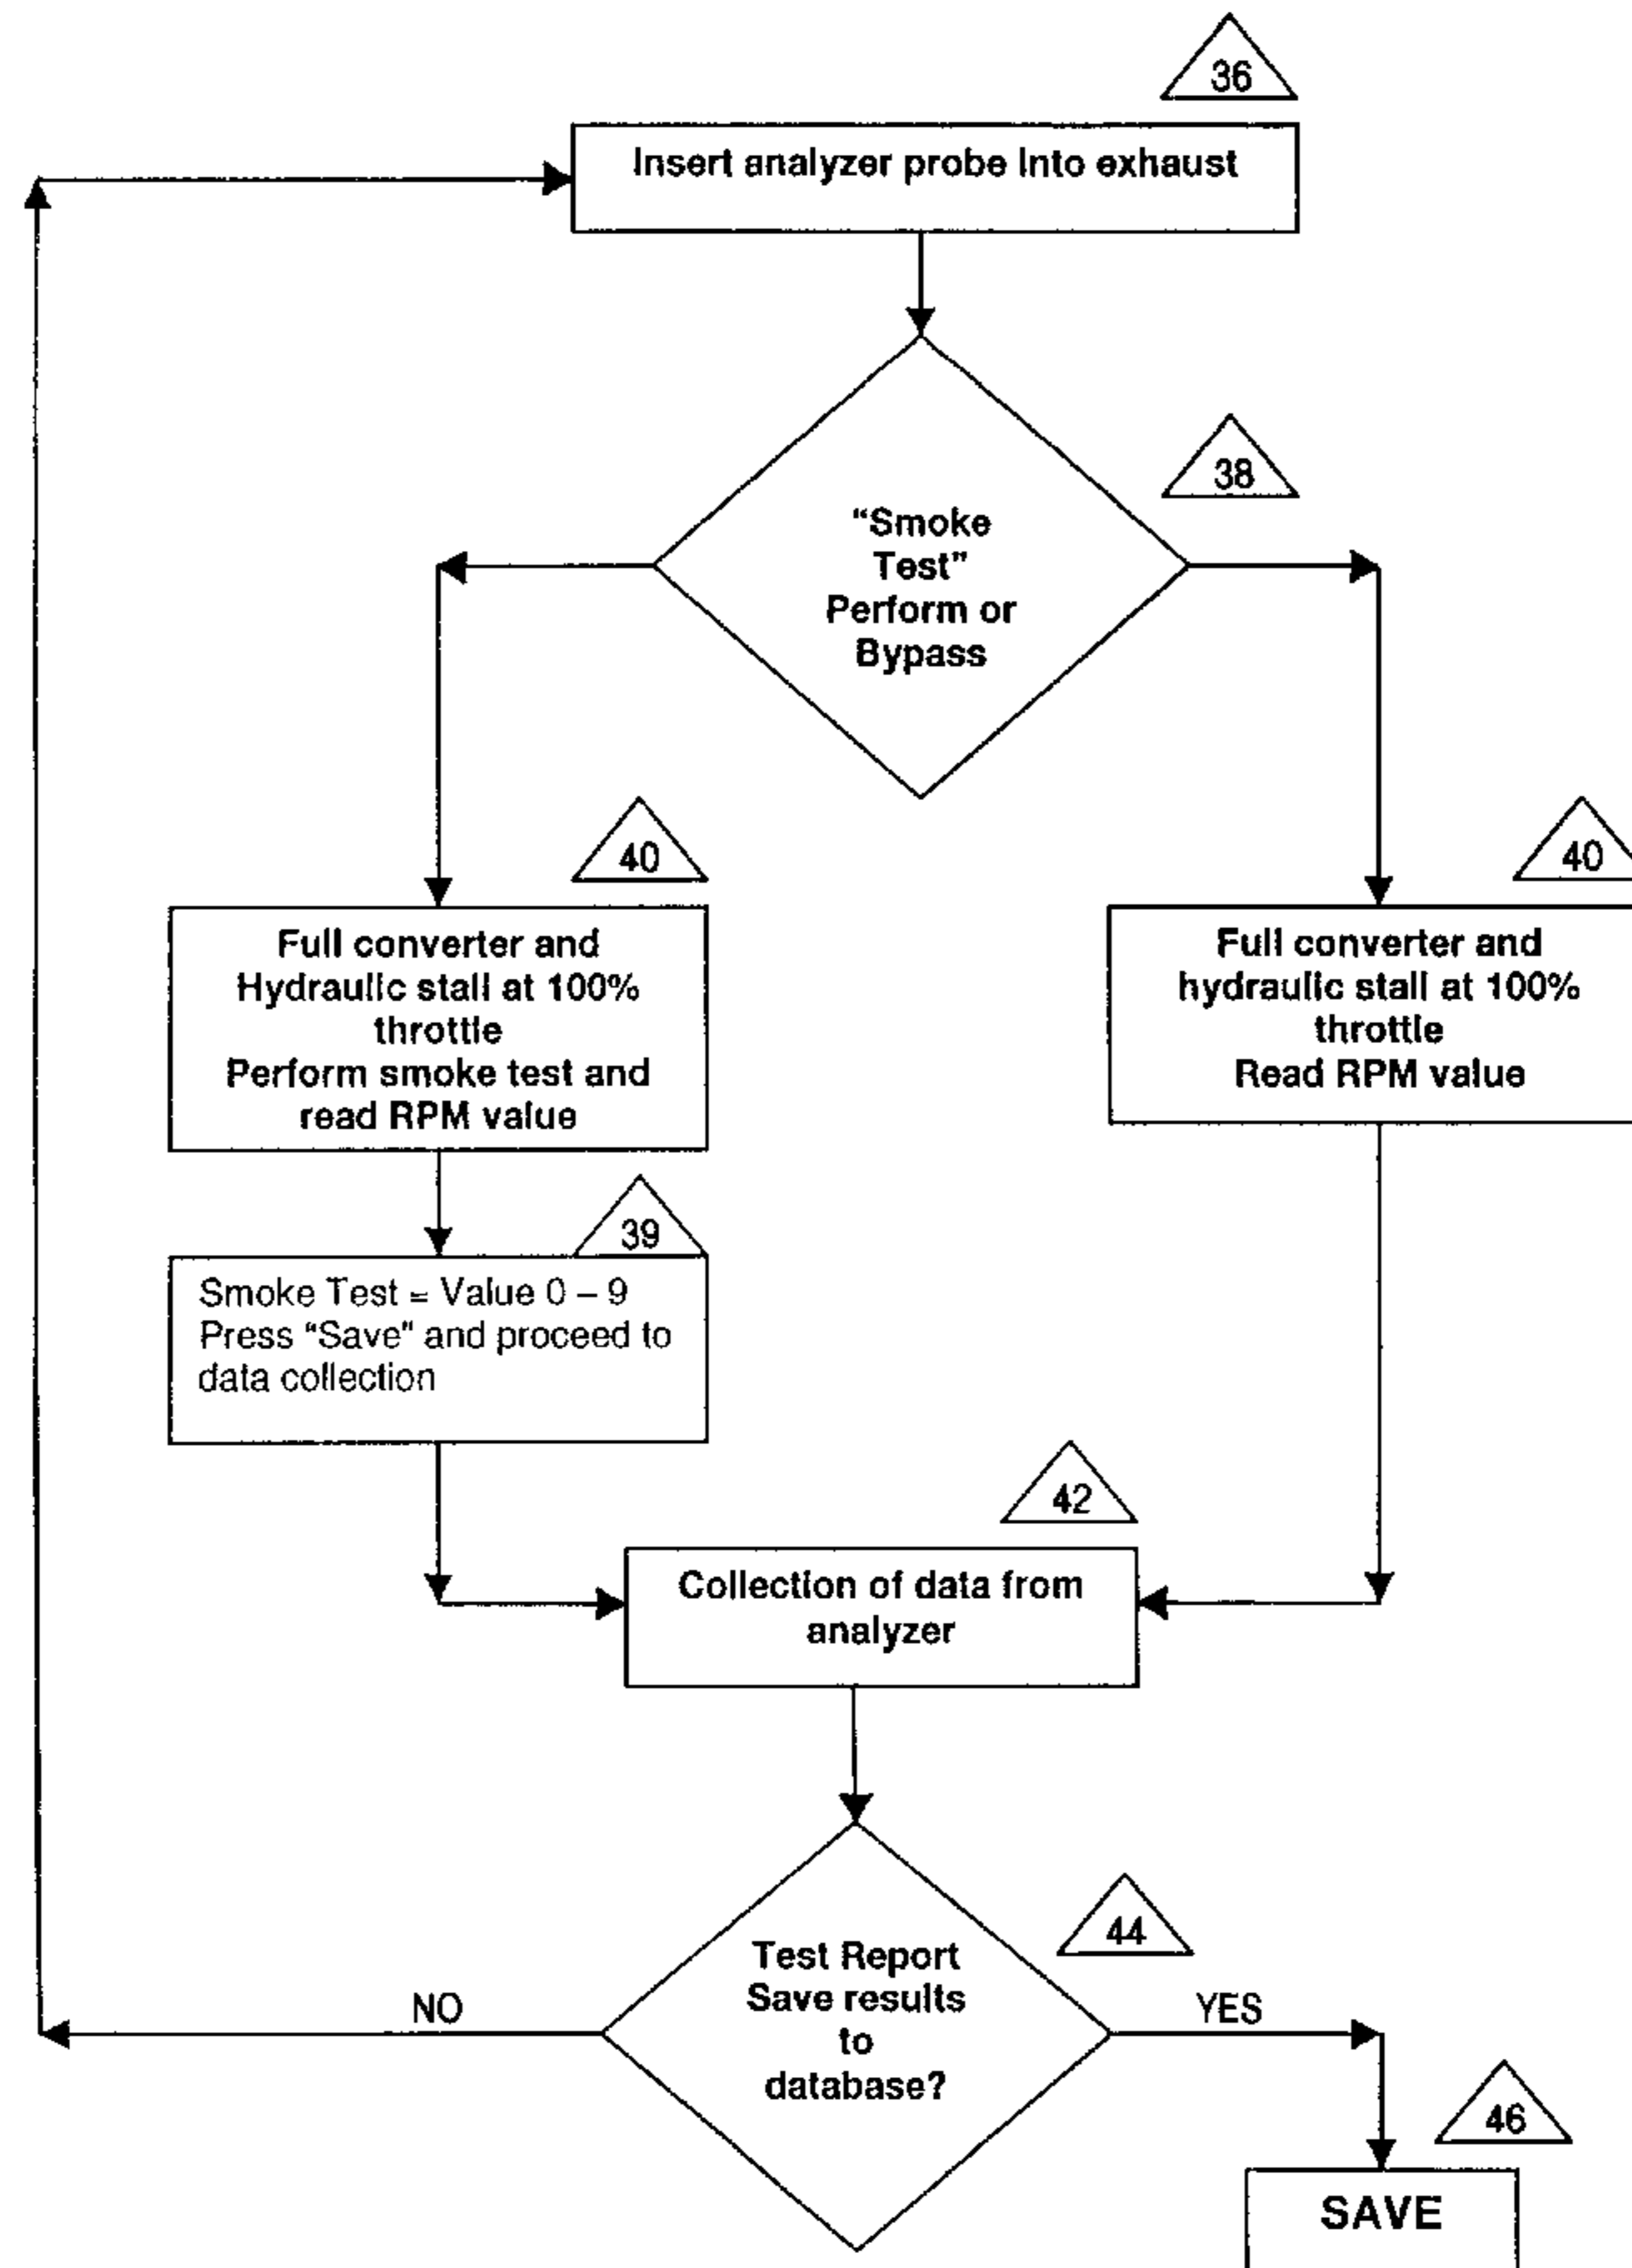 36
Insert analyzer probe Into exhaust
38
“Smoke
Test”
Perform or
Bypass
40
Full converter and
Hydraulic stall at 100%
throttle
Perform smoke test and
read RPM value
40
Full converter and
hydraulic stall at 100%
throttle
Read RPM value
39
Smoke Test = Value 0 – 9
Press “Save” and proceed to
data collection
42
Collection of data from
analyzer
44
Test Report
Save results
to
database?
NO
YES
46
SAVE